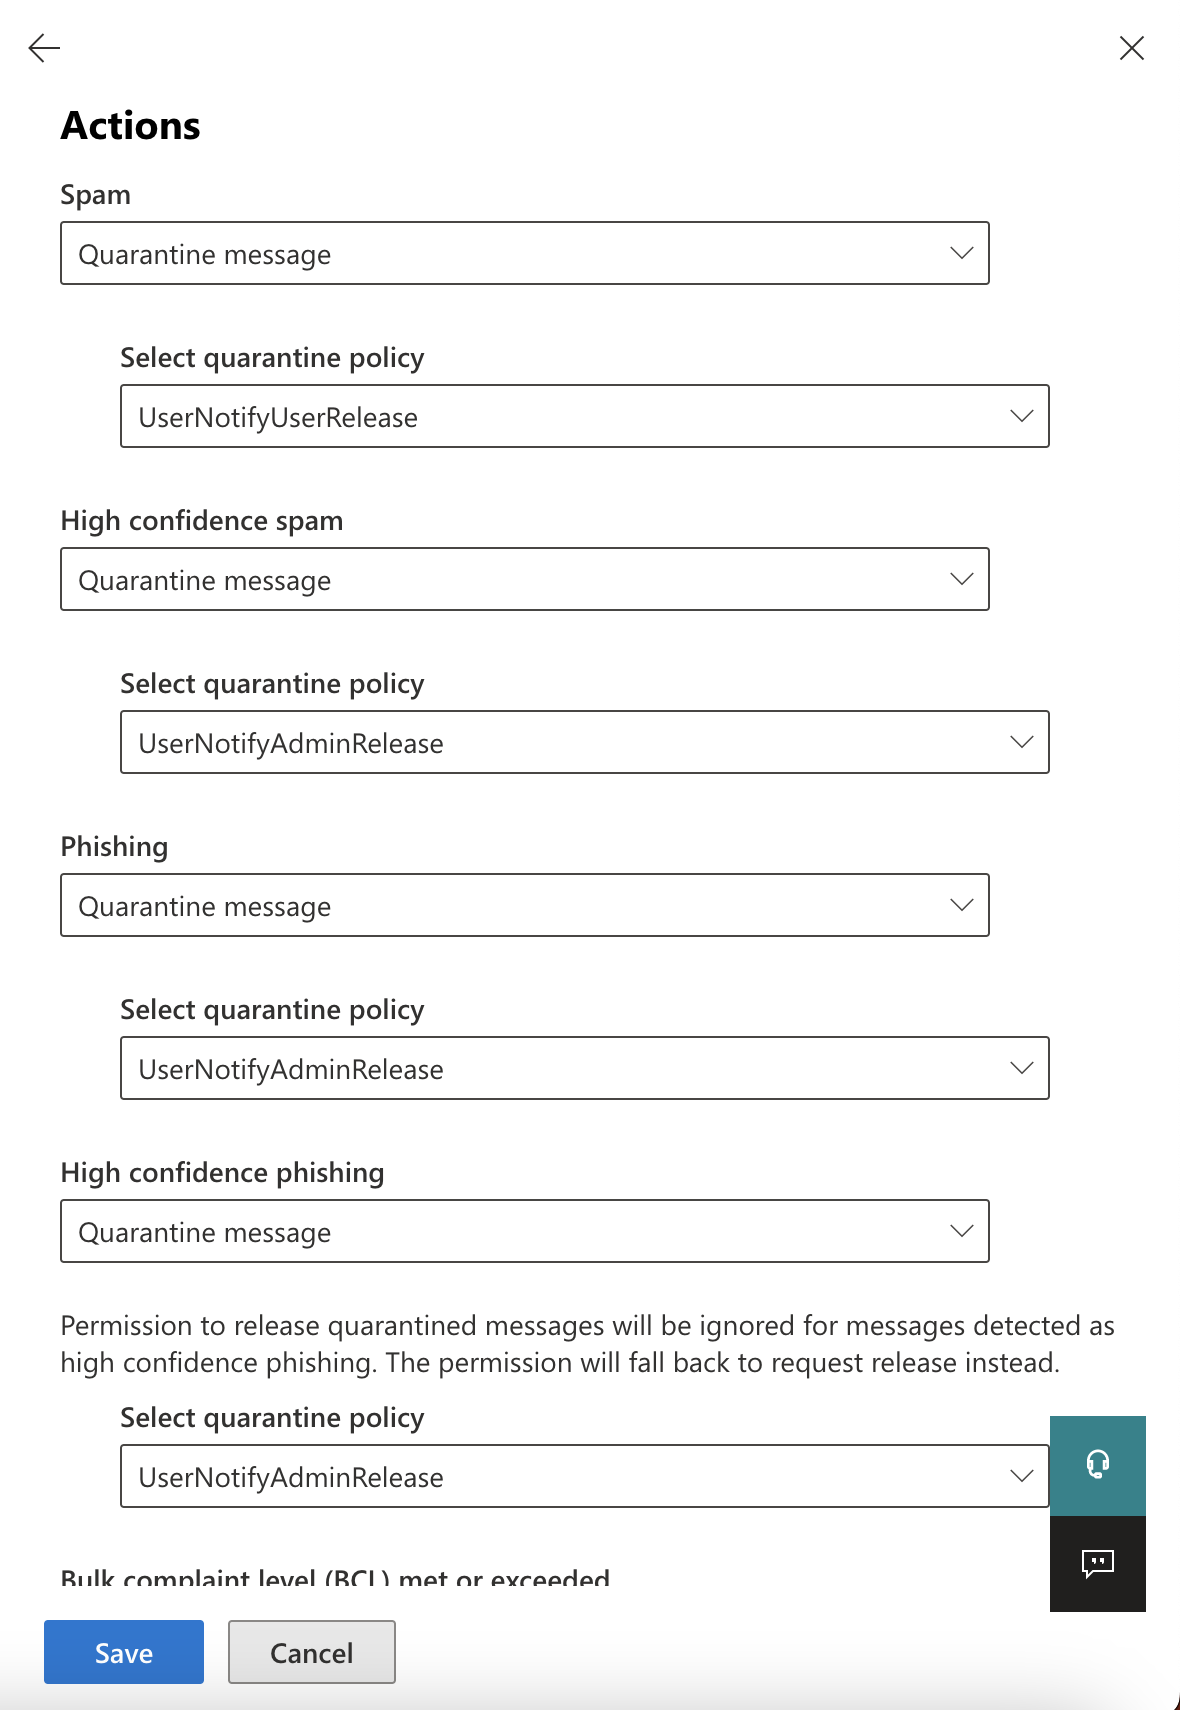 Actions
Spam
Quarantine message
Select quarantine policy
UserNotifyUserRelease
High confidence spam
Quarantine message
Select quarantine policy
UserNotifyAdminRelease
Phishing
Quarantine message
Select quarantine policy
UserNotifyAdminRelease
High confidence phishing
Quarantine message
Permission to release quarantined messages will be ignored for messages detected as
high confidence phishing. The permission will fall back to request release instead.
Select quarantine policy
UserNotifyAdminRelease
Bulk complaint level (BCL) met or exceeded
Save
Cancel